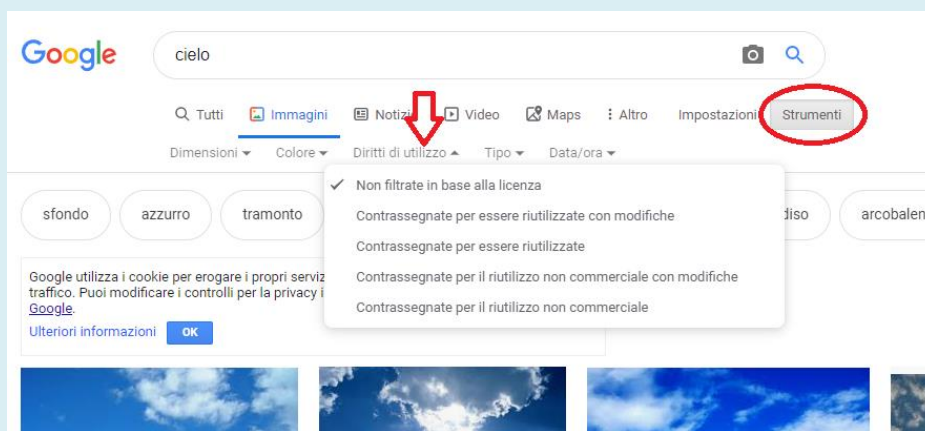 Google
cielo
Tutti Immagini Notizie Video Maps Altro Impostazioni Strumenti
Dimensioni Colore Diritti di utilizzo Tipo Data/ora
Non filtrate in base alla licenza
Contrassegnate per essere riutilizzate con modifiche
Contrassegnate per essere riutilizzate
Contrassegnate per il riutilizzo non commerciale con modifiche
Contrassegnate per il riutilizzo non commerciale
sfondo azzurro tramonto diso arcobalen
Google utilizza i cookie per erogare i propri serviz
traffico. Puoi modificare i controlli per la privacy i
Google.
Ulteriori informazioni OK